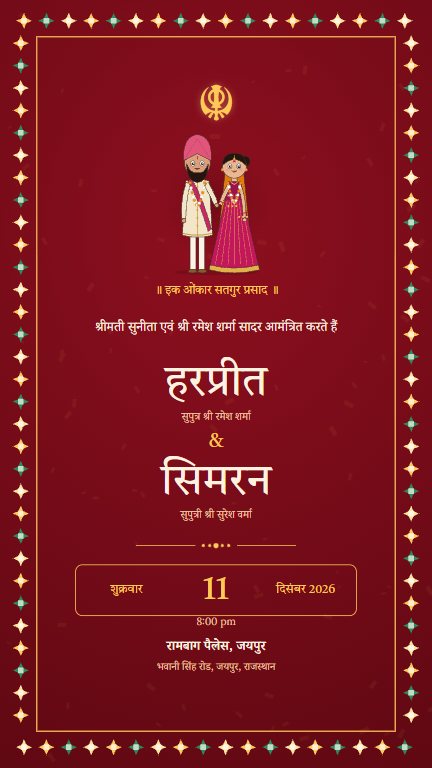 ॥ इक ओंकार सतगुर प्रसाद ॥
श्रीमती सुनीता एवं श्री रमेश शर्मा सादर आमंत्रित करते हैं
हरप्रीत
सुपुत्र श्री रमेश शर्मा
&
सिमरन
सुपुत्री श्री सुरेश वर्मा
शुक्रवार 11 दिसंबर 2026
8:00 pm
रामबाग पैलेस, जयपुर
भवानी सिंह रोड, जयपुर, राजस्थान